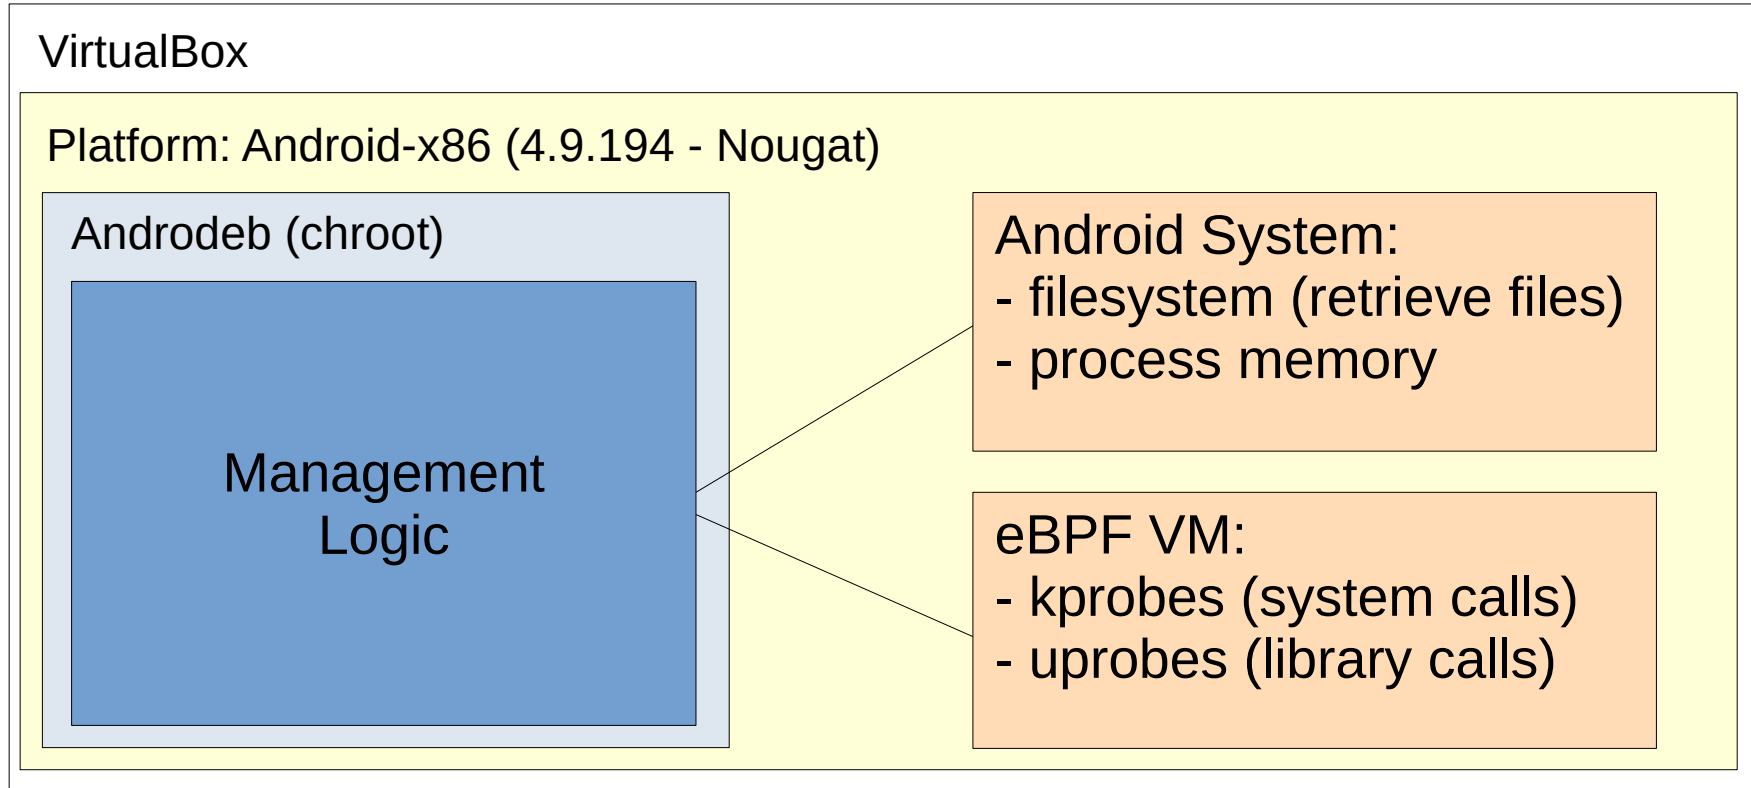 VirtualBox
Platform: Android-x86 (4.9.194 - Nougat)
Androdeb (chroot)
Management
Logic
Android System:
- filesystem (retrieve files)
- process memory
eBPF VM:
- kprobes (system calls)
- uprobes (library calls)